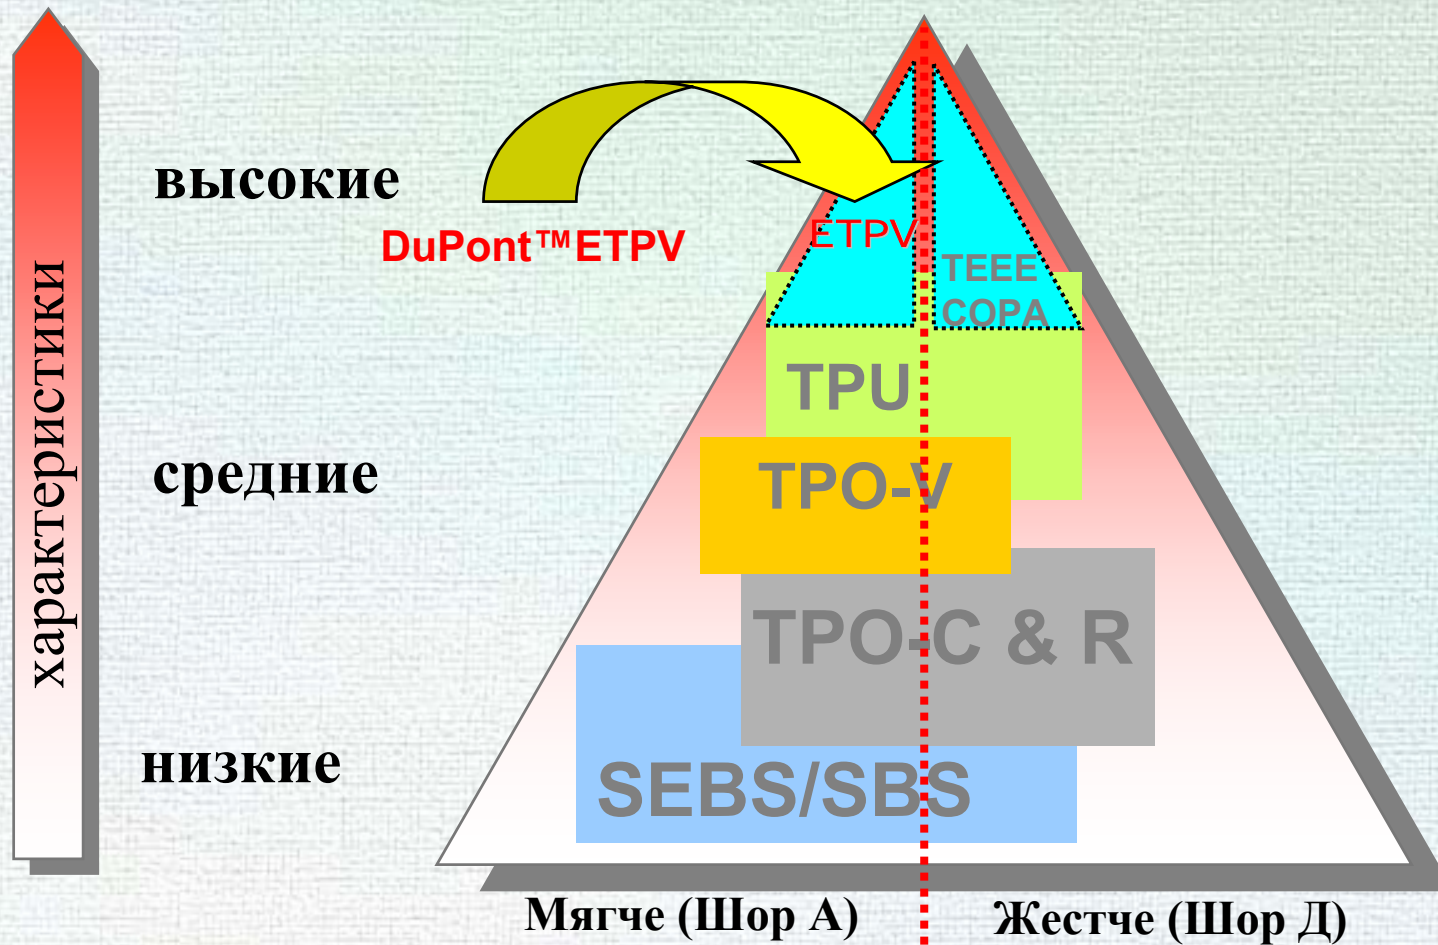 характеристики
высокие
DuPont™ETPV
ETPV
TEEE
COPA
TPU
средние
TPO-V
TPO-C & R
низкие
SEBS/SBS
Мягче (Шор А)
Жестче (Шор Д)